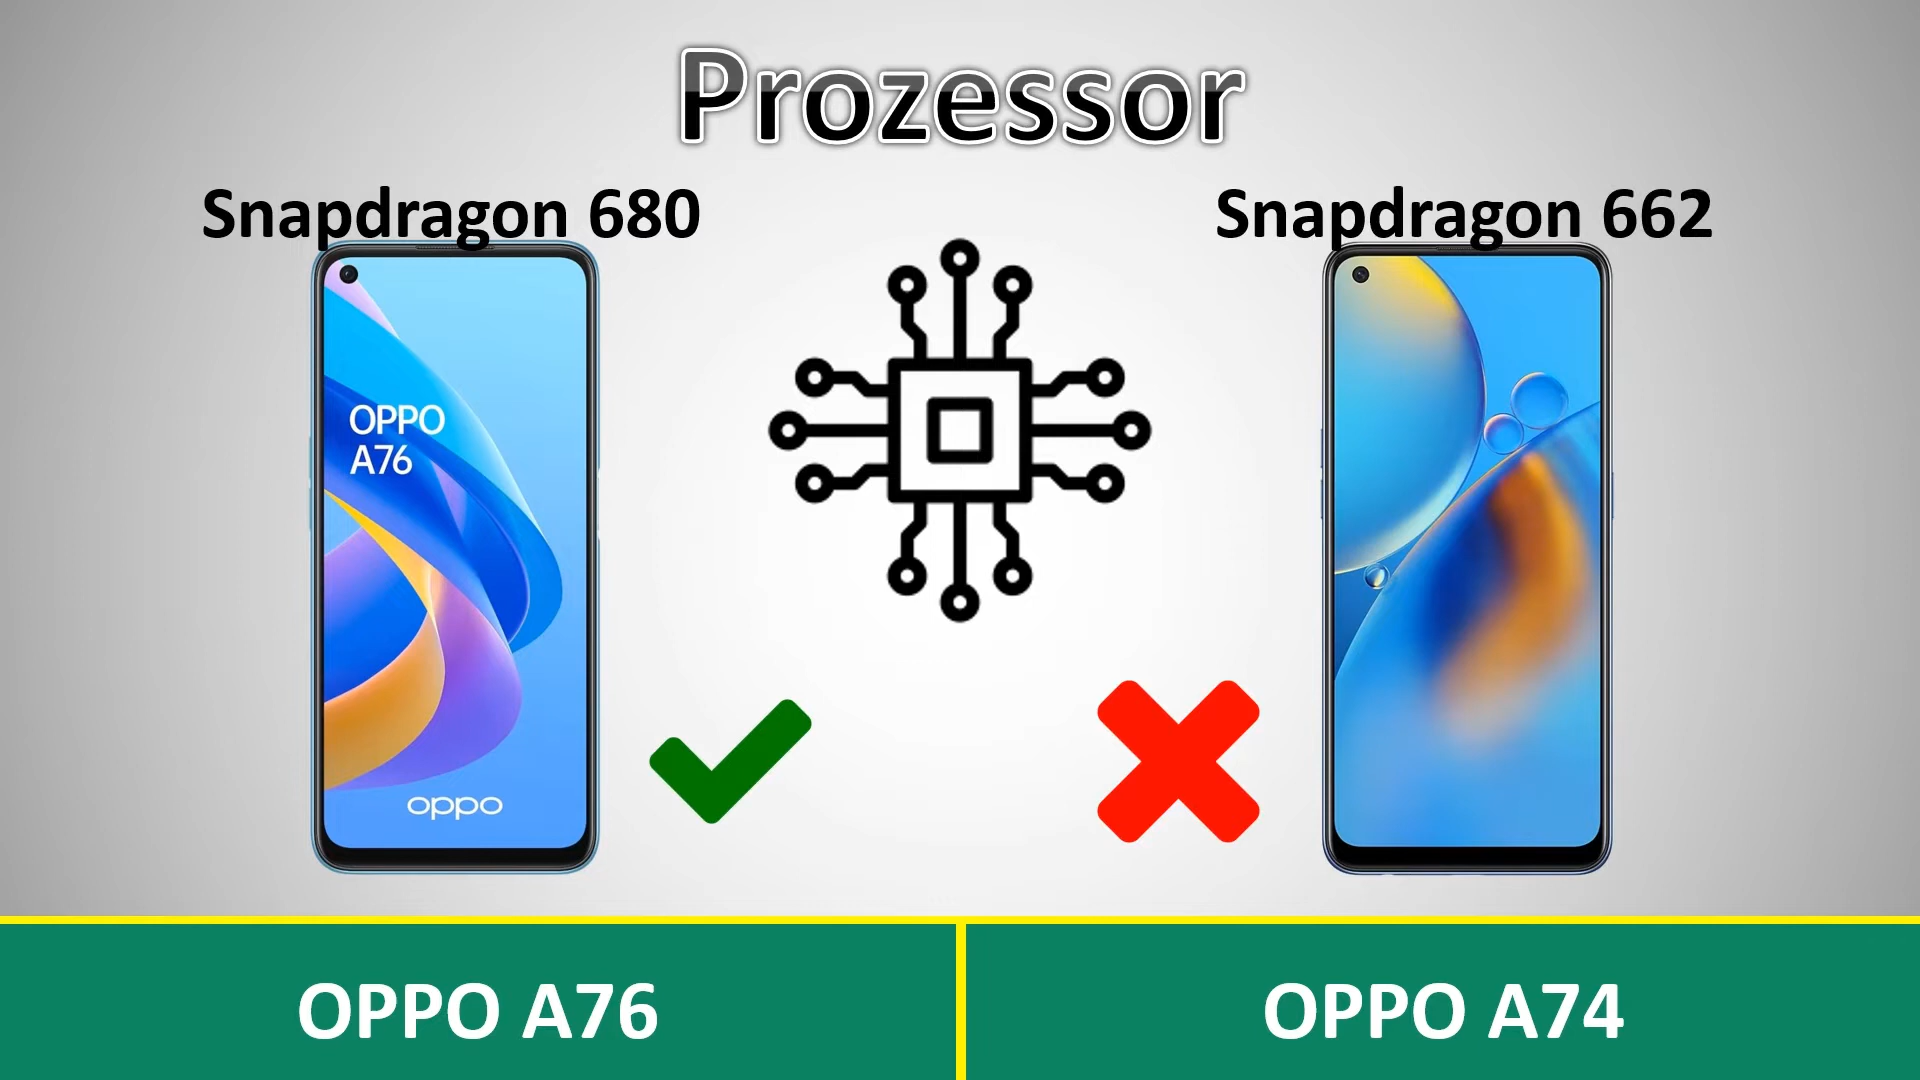 Prozessor
Snapdragon 680
Snapdragon 662
OPPO
A76
oppo
OPPO A76
OPPO A74